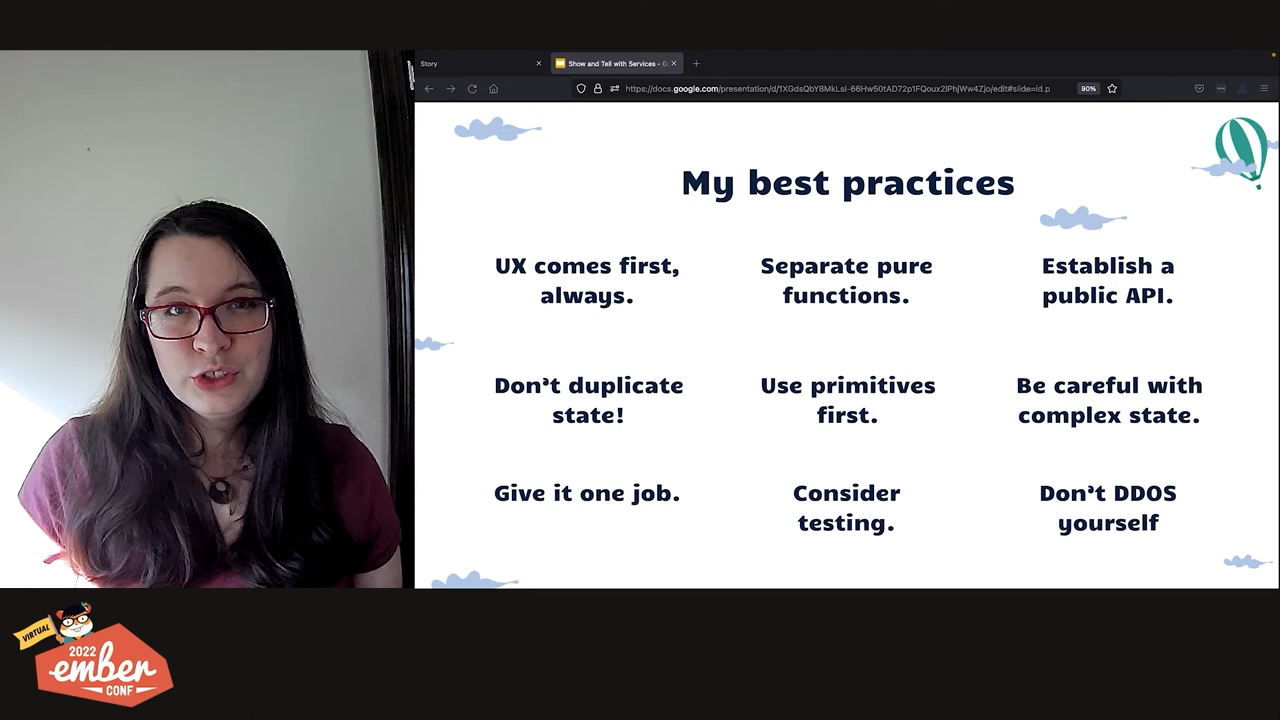 Story
Show and Tell with Services - G
https://docs.google.com/presentation/d/1XGdsQbY8MkLsI-66Hw50tAD72p1FQoux2IPhjWw4Zjo/edit#slide=id.p
90%
My best practices
UX comes first,
always.
Separate pure
functions.
Establish a
public API.
Don't duplicate
state!
Use primitives
first.
Be careful with
complex state.
Give it one job.
Consider
testing.
Don't DDOS
yourself
VIRTUAL
2022
ember
CONF